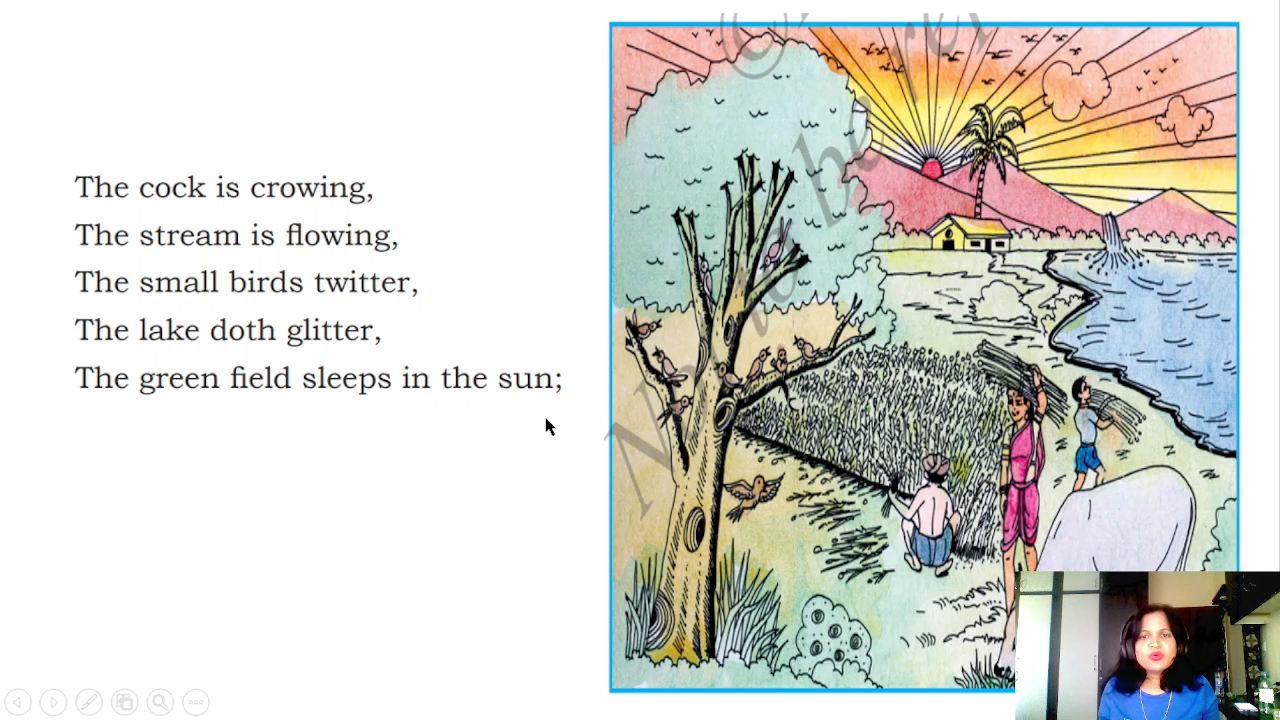 The cock is crowing,
The stream is flowing,
The small birds twitter,
The lake doth glitter,
The green field sleeps in the sun;